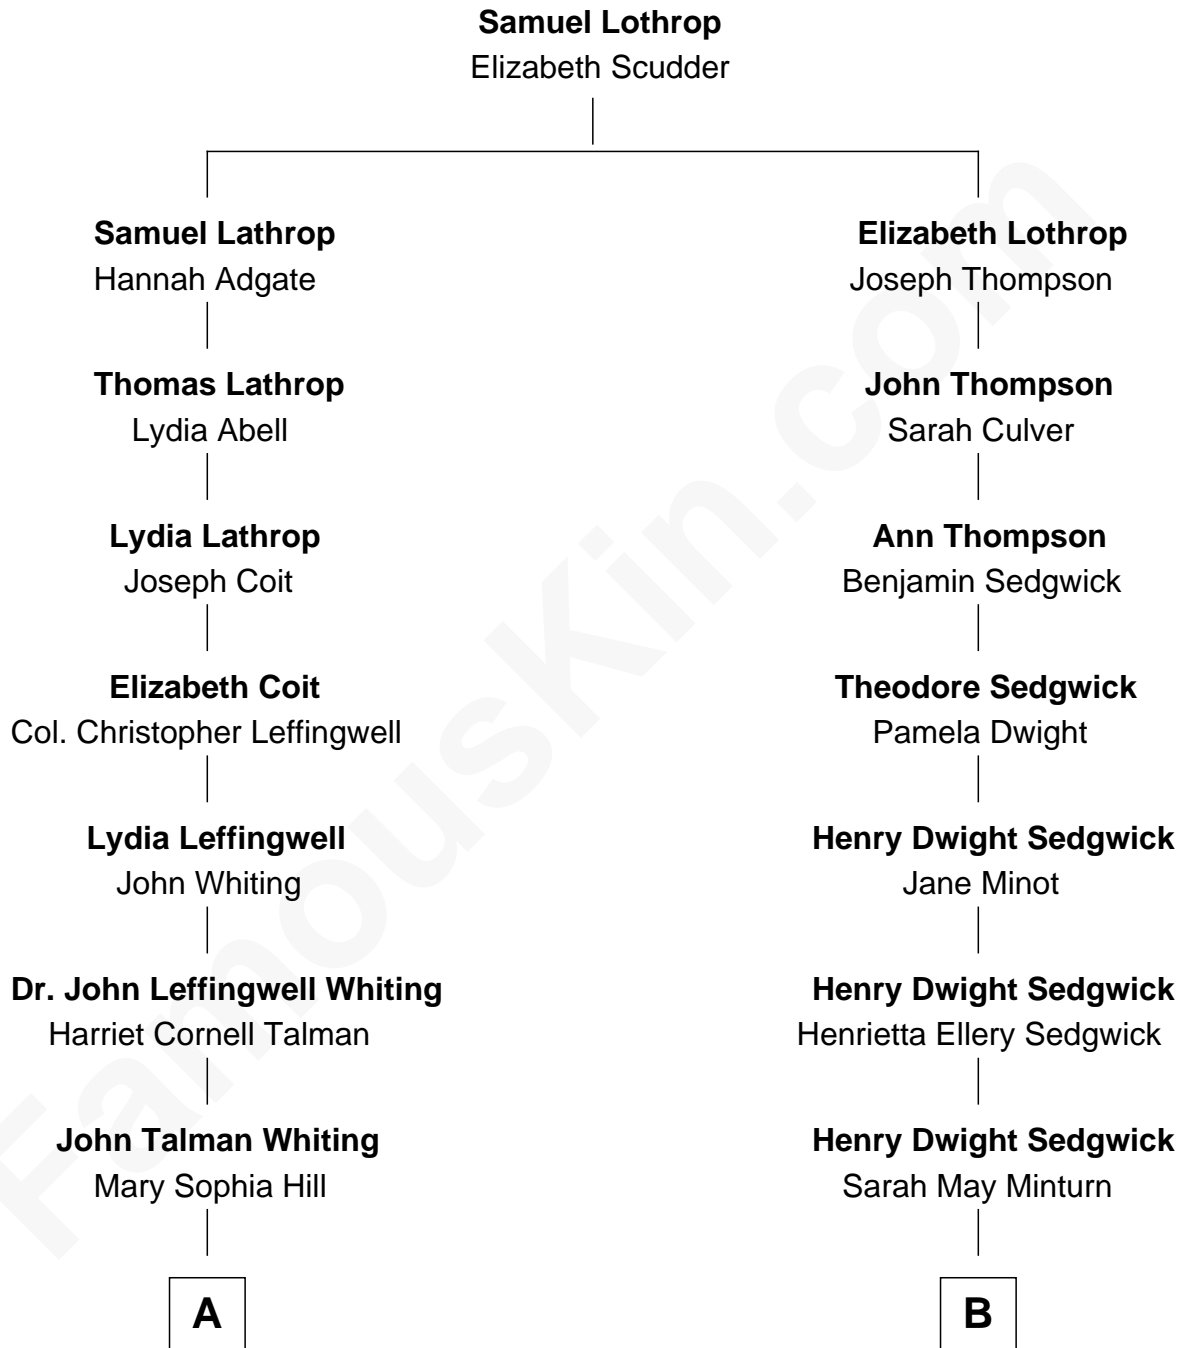 Samuel Lothrop
Elizabeth Scudder
Samuel Lathrop
Hannah Adgate
Elizabeth Lothrop
Joseph Thompson
Thomas Lathrop
Lydia Abell
John Thompson
Sarah Culver
Lydia Lathrop
Joseph Coit
Ann Thompson
Benjamin Sedgwick
Elizabeth Coit
Col. Christopher Leffingwell
Theodore Sedgwick
Pamela Dwight
Lydia Leffingwell
John Whiting
Henry Dwight Sedgwick
Jane Minot
Dr. John Leffingwell Whiting
Harriet Cornell Talman
Henry Dwight Sedgwick
Henrietta Ellery Sedgwick
John Talman Whiting
Mary Sophia Hill
Henry Dwight Sedgwick
Sarah May Minturn
A
B
FamousKin.com